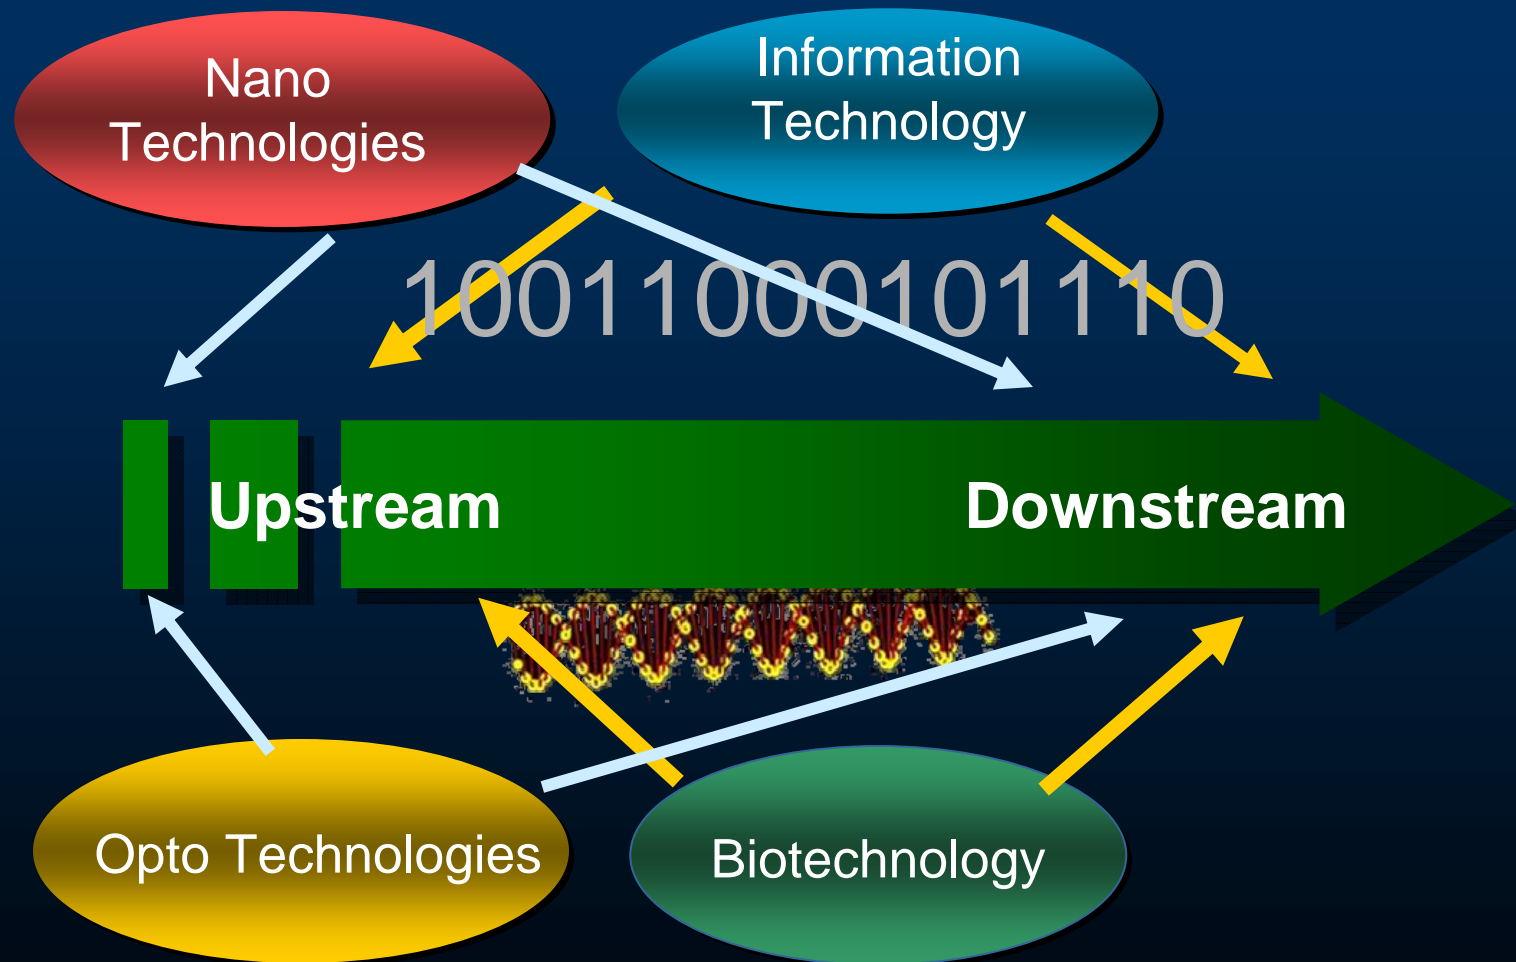 Nano
Technologies
Information
Technology
10011000101110
Upstream
Downstream
Opto Technologies
Biotechnology